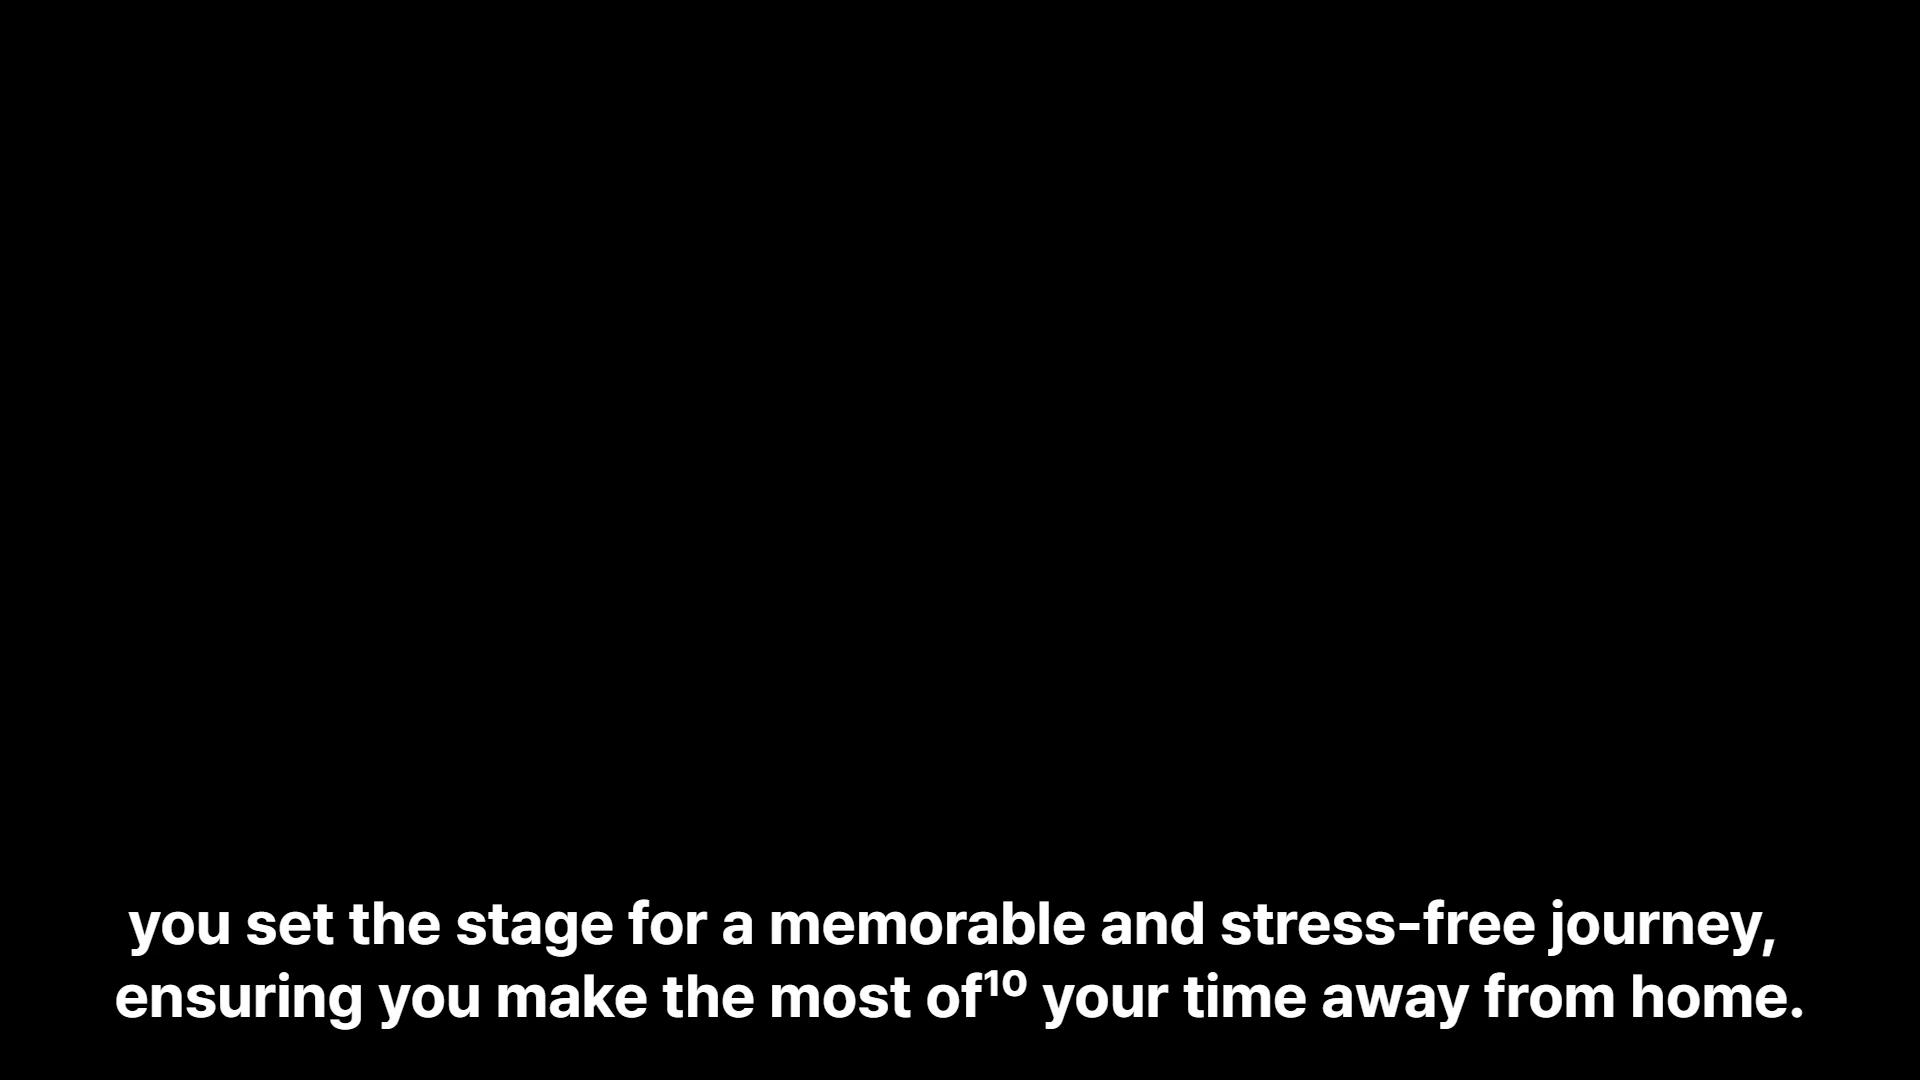 you set the stage for a memorable and stress-free journey,
ensuring you make the most of¹⁰ your time away from home.